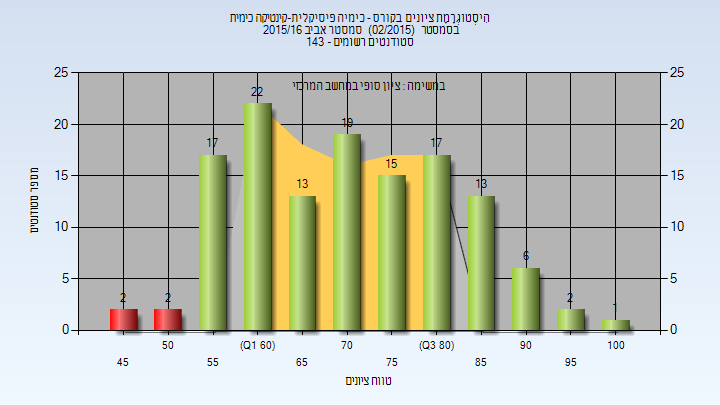 היסטוגרמת ציונים בקורס - כימיה פיסיקלית-קינטיקה כימית
בסמסטר (02/2015) סמסטר אביב 2015/16
סטודנטים רשומים - 143
במשימה : ציון סופי במחשב המרכזי
מספר סטודנטים
25 20 15 10 5 0
25 20 15 10 5 0
2 2 17 22 13 19 15 17 13 6 2 1
50 (Q1 60) 70 (Q3 80) 90 100
45 55 65 75 85 95
טווח ציונים